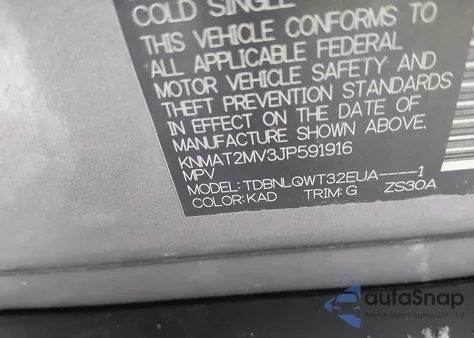 COLD SINGLE
THIS VEHICLE CONFORMS TO
ALL APPLICABLE FEDERAL
MOTOR VEHICLE SAFETY AND
THEFT PREVENTION STANDARDS
IN EFFECT ON THE DATE OF
MANUFACTURE SHOWN ABOVE.
KNMAT2MV3JP591916
MPV
MODEL: TDBNLQWT32EUA----1
COLOR: KAD TRIM: G ZS30A
autoSnap